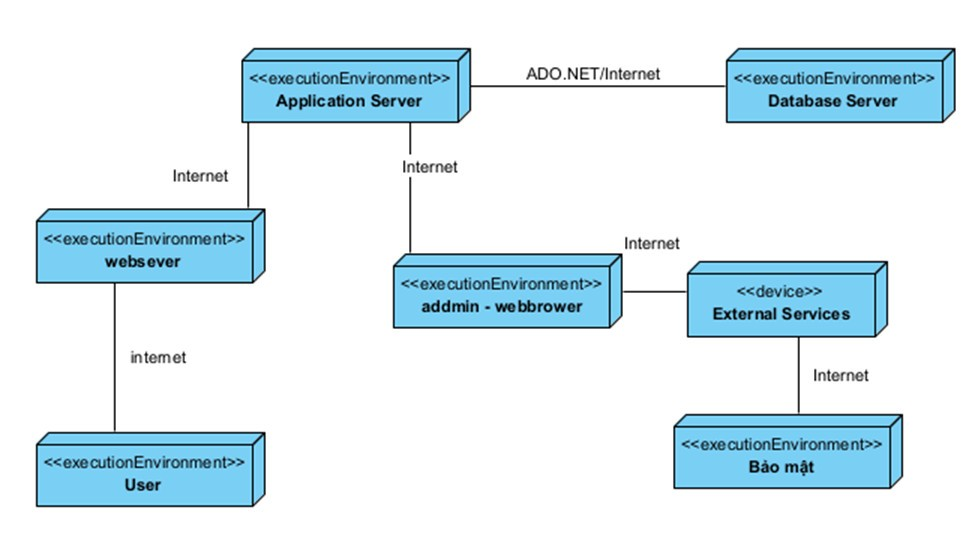 <<executionEnvironment>>
Application Server
ADO.NET/Internet
<<executionEnvironment>>
Database Server
Internet
Internet
<<executionEnvironment>>
websever
<<executionEnvironment>>
addmin - webbrower
Internet
<<device>>
External Services
internet
Internet
<<executionEnvironment>>
User
<<executionEnvironment>>
Bảo mật